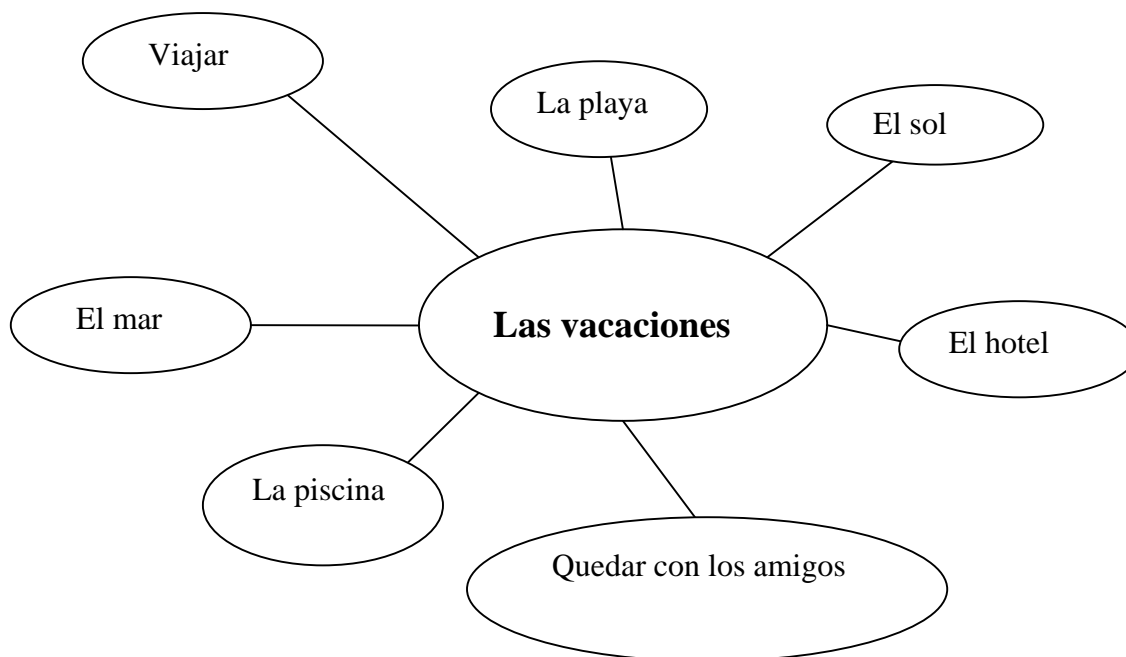 Viajar
La playa
El sol
El mar
Las vacaciones
El hotel
La piscina
Quedar con los amigos